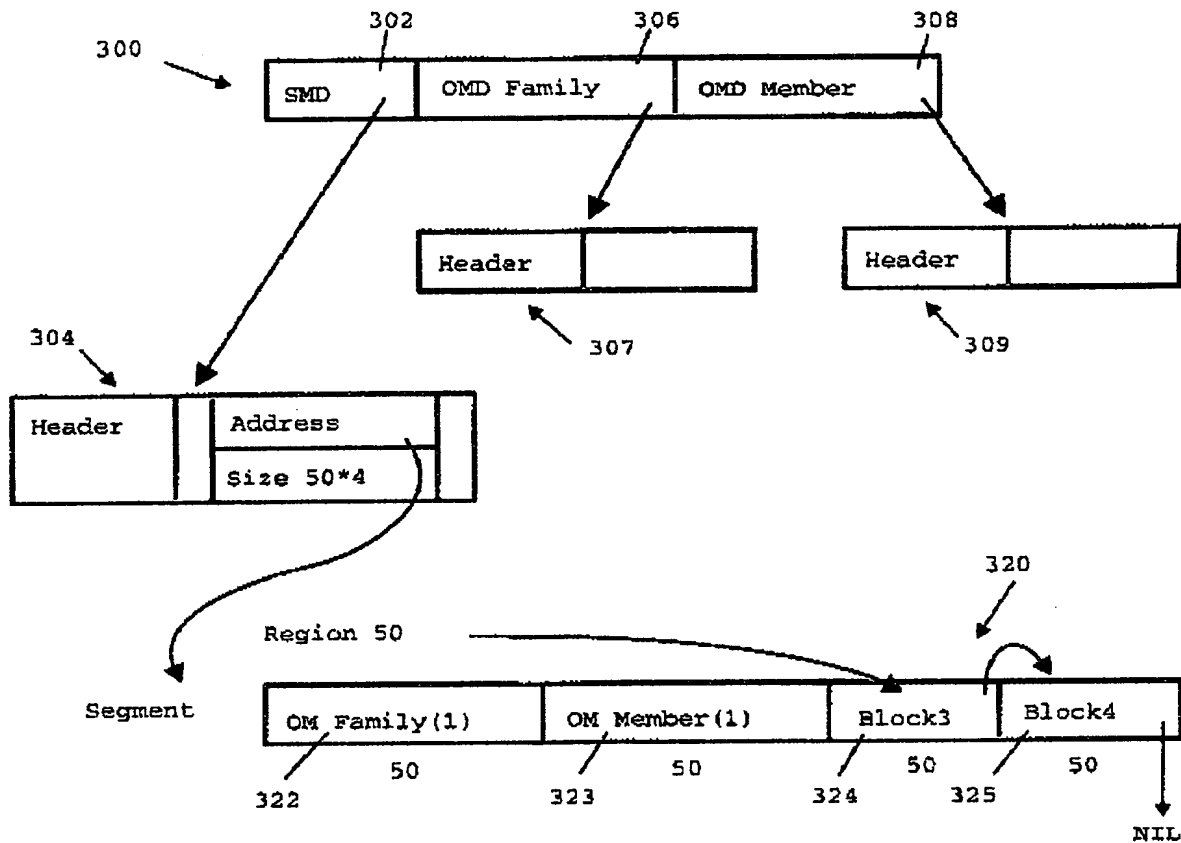 302 306 308
300
SMD OMD Family OMD Member
Header Header
304 307 309
Header Address
Size 50*4
320
Region 50
Segment OM Family(1) OM Member(1) Block3 Block4
50 50 50 50
322 323 324 325
NIL